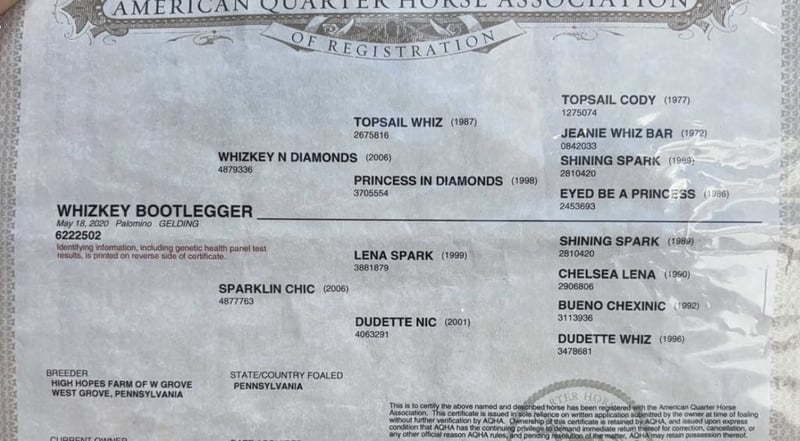 AMERICAN QUARTER HORSE ASSOCIATION
OF REGISTRATION
TOPSAIL CODY (1977)
1275074
TOPSAIL WHIZ (1987)
2675816
JEANIE WHIZ BAR (1972)
0842033
WHIZKEY N DIAMONDS (2006)
4879336
SHINING SPARK (1989)
2810420
PRINCESS IN DIAMONDS (1998)
3705554
EYED BE A PRINCESS (1986)
2453693
WHIZKEY BOOTLEGGER
May 18, 2020 Palomino GELDING
6222502
Identifying information, including genetic health panel test
results, is printed on reverse side of certificate.
SHINING SPARK (1989)
2810420
LENA SPARK (1999)
3881879
CHELSEA LENA (1990)
2906806
SPARKLIN CHIC (2006)
4877763
BUENO CHEXINIC (1992)
3113936
DUDETTE NIC (2001)
4063291
DUDETTE WHIZ (1996)
3478681
BREEDER
HIGH HOPES FARM OF W GROVE
WEST GROVE, PENNSYLVANIA
STATE/COUNTRY FOALED
PENNSYLVANIA
This is to certify the above named and described horse has been registered with the American Quarter Horse
Association. This certificate is issued in sole reliance on written application submitted by the owner at time of foaling
without further verification by AQHA. Ownership of this certificate is retained by AQHA, and issued upon express
condition that AQHA has the continuing privilege to demand immediate return thereof for correction, cancellation, or
any other official reason AQHA rules, and pending resolution of the matter, AQHA may retain possession thereof.
CURRENT OWNER